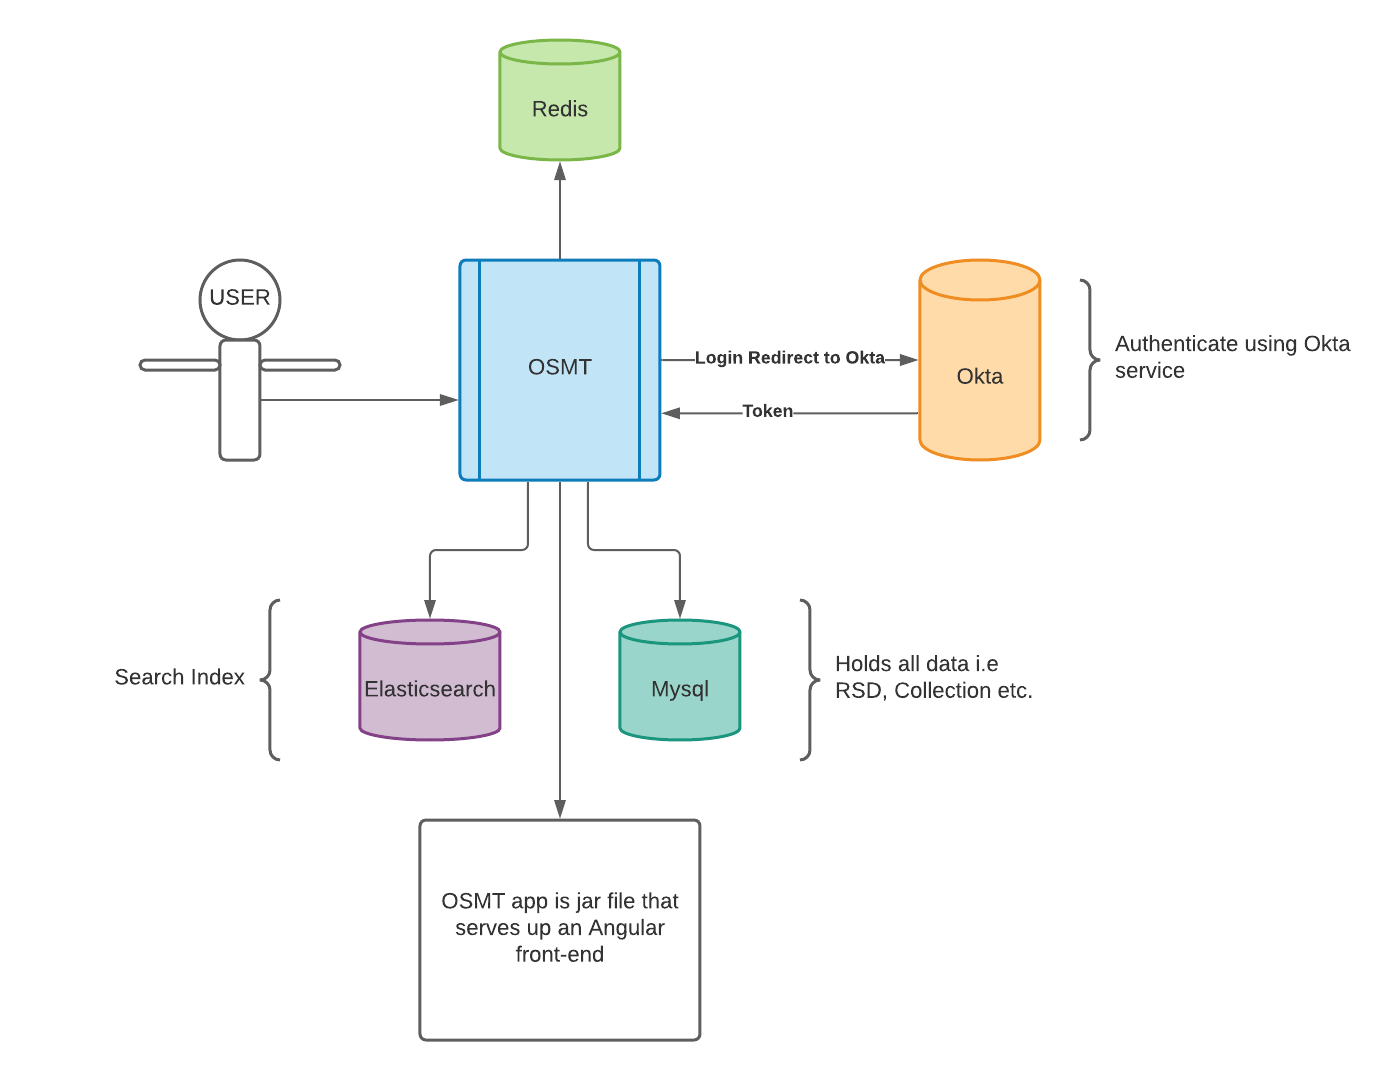 Redis
USER
OSMT
Login Redirect to Okta
Token
Okta
Authenticate using Okta
service
Search Index
Elasticsearch
Mysql
Holds all data i.e
RSD, Collection etc.
OSMT app is jar file that
serves up an Angular
front-end